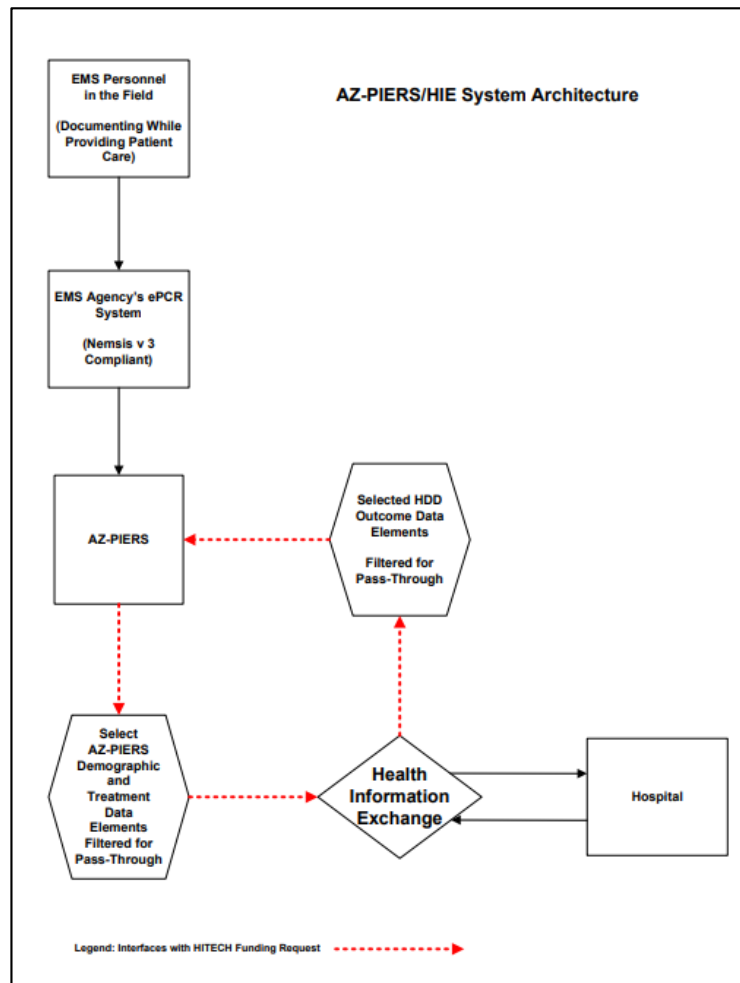 EMS Personnel
in the Field
(Documenting While
Providing Patient
Care)
AZ-PIERS/HIE System Architecture
EMS Agency's ePCR
System
(Nemsis v 3
Compliant)
AZ-PIERS
Selected HDD
Outcome Data
Elements
Filtered for
Pass-Through
Select
AZ-PIERS
Demographic
and
Treatment
Data
Elements
Filtered for
Pass-Through
Health
Information
Exchange
Hospital
Legend: Interfaces with HITECH Funding Request